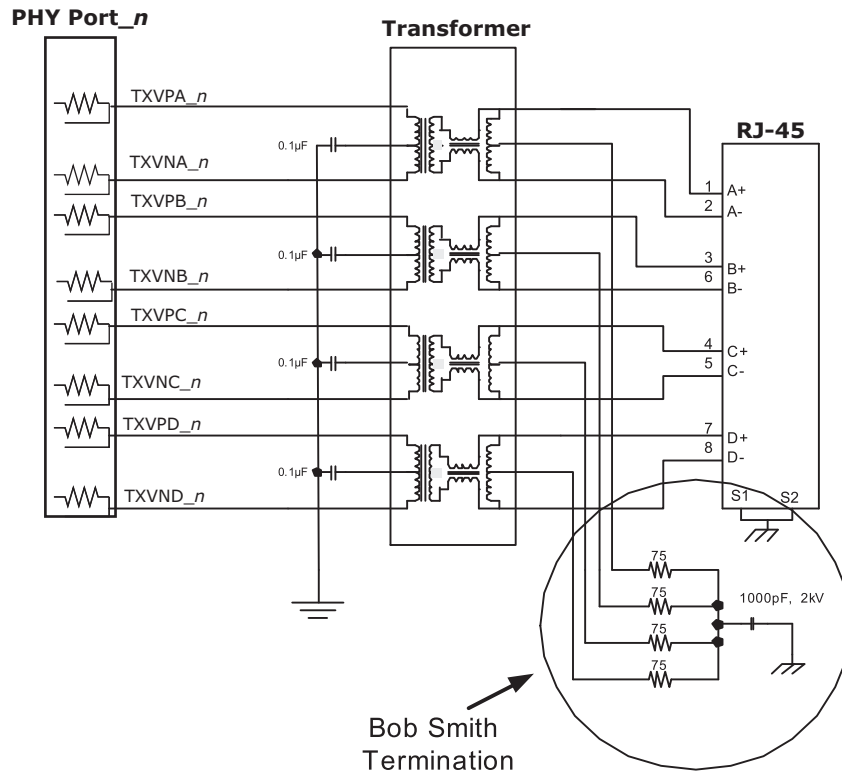 PHY Port_n
Transformer
TXVPA_n
0.1µF
TXVNA_n
RJ-45
TXVPB_n
1
A+
2
A-
0.1µF
3
B+
TXVNB_n
6
B-
TXVPC_n
4
C+
0.1µF
5
C-
TXVNC_n
TXVPD_n
7
D+
8
D-
0.1µF
TXVND_n
S1
S2
75
75
1000pF, 2kV
75
75
Bob Smith
Termination